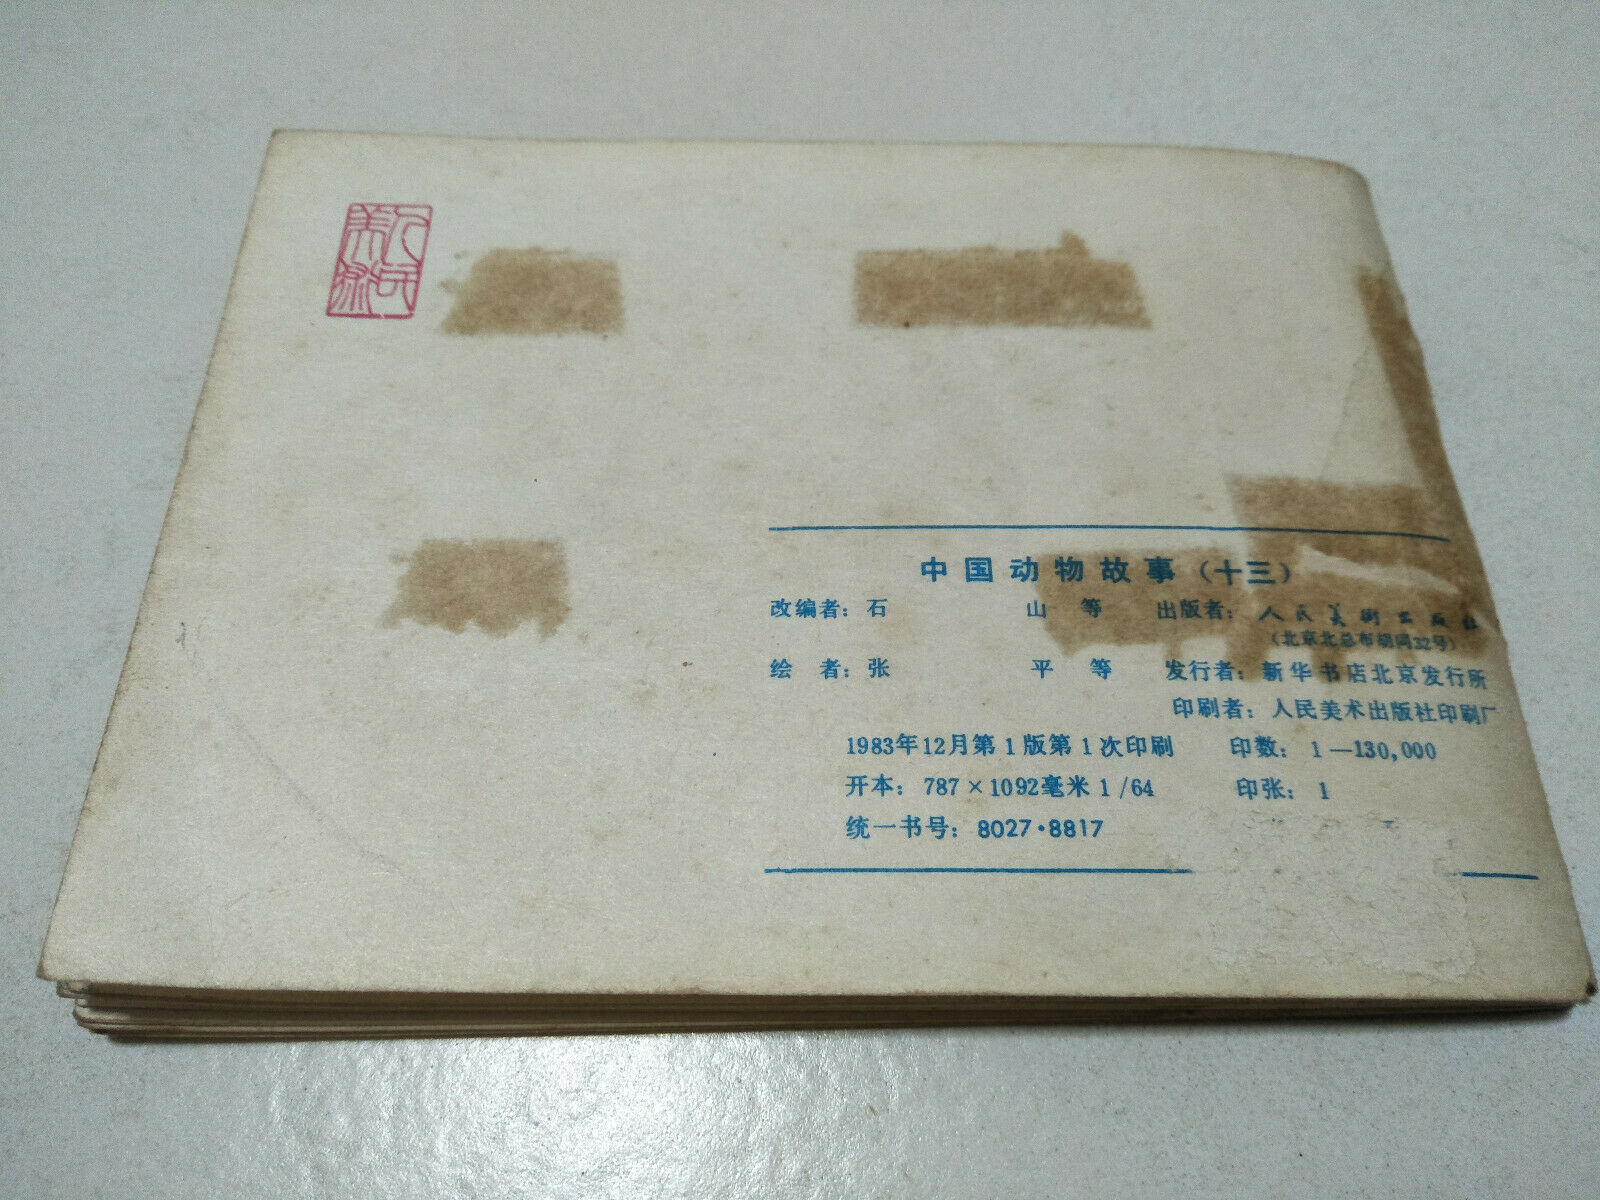 人民
美术
中国动物故事（十三）
改编者：石 山 等 出版者：人民美術出版社
（北京北总布胡同32号）
绘 者：张 平 等 发行者：新华书店北京发行所
印刷者：人民美术出版社印刷厂
1983年12月第1版第1次印刷 印数：1—130,000
开本：787×1092毫米 1/64 印张：1
统一书号：8027·8817